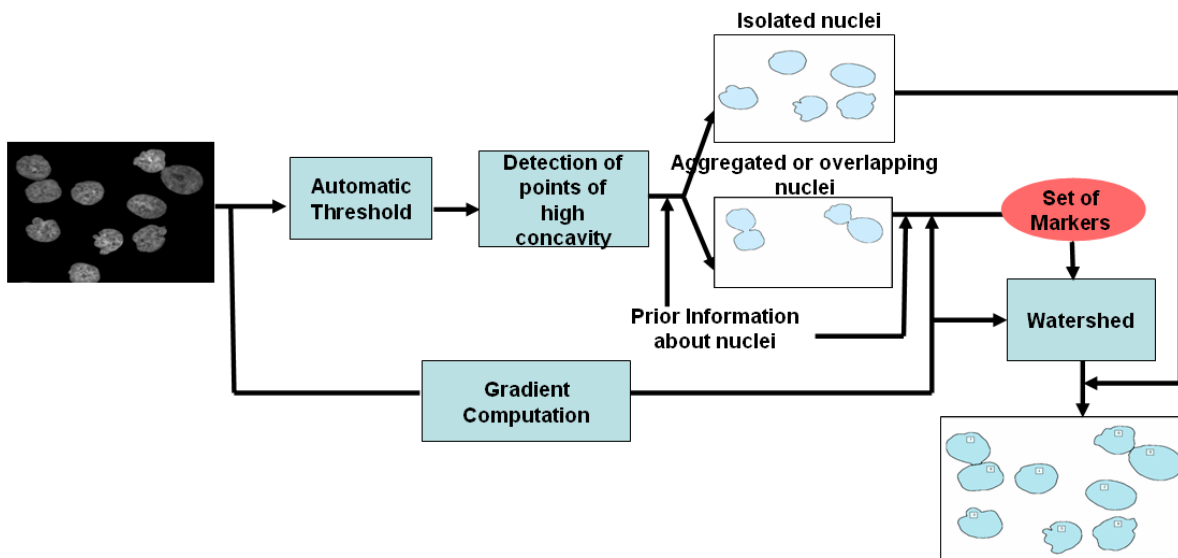 Isolated nuclei
Automatic
Threshold
Detection of
points of
high
concavity
Aggregated or overlapping
nuclei
Set of
Markers
Prior Information
about nuclei
Watershed
Gradient
Computation